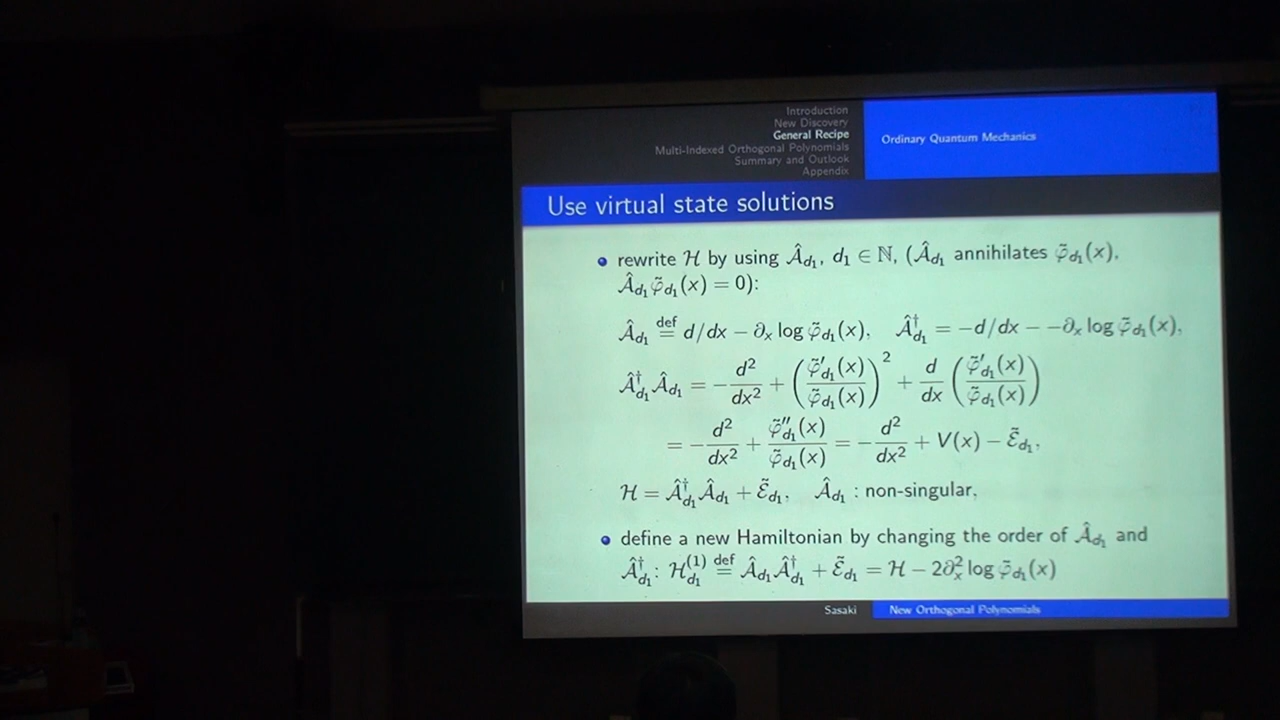 Introduction
New Discovery
General Recipe
Multi-Indexed Orthogonal Polynomials
Summary and Outlook
Appendix
Ordinary Quantum Mechanics
Use virtual state solutions
• rewrite ℋ by using Â_{d₁}, d₁ ∈ ℕ, (Â_{d₁} annihilates φ̃_{d₁}(x),
Â_{d₁}φ̃_{d₁}(x) = 0):
Â_{d₁} ≝ d/dx − ∂ₓ log φ̃_{d₁}(x), Â†_{d₁} = −d/dx − −∂ₓ log φ̃_{d₁}(x),
Â†_{d₁}Â_{d₁} = −d²/dx² + (φ̃′_{d₁}(x)/φ̃_{d₁}(x))² + d/dx (φ̃′_{d₁}(x)/φ̃_{d₁}(x))
= −d²/dx² + φ̃″_{d₁}(x)/φ̃_{d₁}(x) = −d²/dx² + V(x) − ℰ̃_{d₁},
ℋ = Â†_{d₁}Â_{d₁} + ℰ̃_{d₁}, Â_{d₁} : non-singular,
• define a new Hamiltonian by changing the order of Â_{d₁} and
Â†_{d₁}: ℋ^{(1)}_{d₁} ≝ Â_{d₁}Â†_{d₁} + ℰ̃_{d₁} = ℋ − 2∂²ₓ log φ̃_{d₁}(x)
Sasaki
New Orthogonal Polynomials